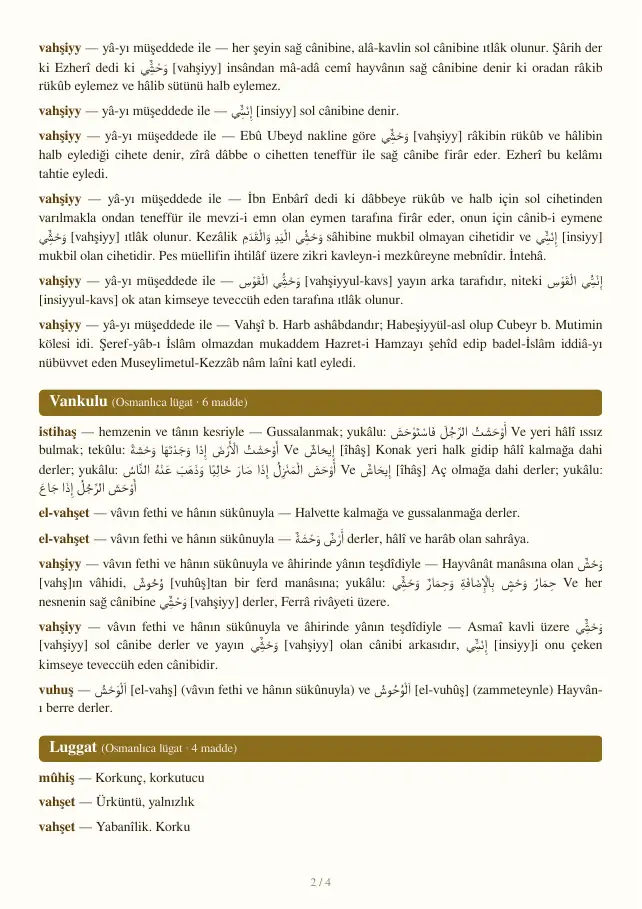 vahşiyy — yâ-yı müşeddede ile — her şeyin sağ cânibine, alâ-kavlin sol cânibine ıtlâk olunur. Şârih der
ki Ezherî dedi ki وَحْشِيٌّ [vahşiyy] insândan mâ-adâ cemî hayvânın sağ cânibine denir ki oradan râkib
rükûb eylemez ve hâlib sütünü halb eylemez.
vahşiyy — yâ-yı müşeddede ile — إِنْسِيٌّ [insiyy] sol cânibine denir.
vahşiyy — yâ-yı müşeddede ile — Ebû Ubeyd nakline göre وَحْشِيٌّ [vahşiyy] râkibin rükûb ve hâlibin
halb eylediği cihete denir, zîrâ dâbbe o cihetten teneffür ile sağ cânibe firâr eder. Ezherî bu kelâmı
tahtie eyledi.
vahşiyy — yâ-yı müşeddede ile — İbn Enbârî dedi ki dâbbeye rükûb ve halb için sol cihetinden
varılmakla ondan teneffür ile mevzi-i emn olan eymen tarafına firâr eder, onun için cânib-i eymene
وَحْشِيٌّ [vahşiyy] ıtlâk olunur. Kezâlik وَحْشِيُّ الْيَدِ وَالْقَدَمِ sâhibine mukbil olmayan cihetidir ve إِنْسِيٌّ [insiyy]
mukbil olan cihetidir. Pes müellifin ihtilâf üzere zikri kavleyn-i mezkûreyne mebnîdir. İntehâ.
vahşiyy — yâ-yı müşeddede ile — وَحْشِيُّ الْقَوْسِ [vahşiyyul-kavs] yayın arka tarafıdır, niteki إِنْسِيُّ الْقَوْسِ
[insiyyul-kavs] ok atan kimseye teveccüh eden tarafına ıtlâk olunur.
vahşiyy — yâ-yı müşeddede ile — Vahşî b. Harb ashâbdandır; Habeşiyyül-asl olup Cubeyr b. Mutimin
kölesi idi. Şeref-yâb-ı İslâm olmazdan mukaddem Hazret-i Hamzayı şehîd edip badel-İslâm iddiâ-yı
nübüvvet eden Museylimetul-Kezzâb nâm laîni katl eyledi.
Vankulu (Osmanlıca lügat · 6 madde)
istihaş — hemzenin ve tânın kesriyle — Gussalanmak; yukâlu: أَوْحَشْتُ الرَّجُلَ فَاسْتَوْحَشَ Ve yeri hâlî ıssız
bulmak; tekûlu: أَوْحَشْتُ الْأَرْضَ إِذَا وَجَدْتَهَا وَحْشَةً Ve إِيحَاشٌ [îhâş] Konak yeri halk gidip hâlî kalmağa dahi
derler; yukâlu: أَوْحَشَ الْمَنْزِلُ إِذَا صَارَ خَالِيًا وَذَهَبَ عَنْهُ النَّاسُ Ve إِيحَاشٌ [îhâş] Aç olmağa dahi derler; yukâlu:
أَوْحَشَ الرَّجُلُ إِذَا جَاعَ
el-vahşet — vâvın fethi ve hânın sükûnuyla — Halvette kalmağa ve gussalanmağa derler.
el-vahşet — vâvın fethi ve hânın sükûnuyla — أَرْضٌ وَحْشَةٌ derler, hâlî ve harâb olan sahrâya.
vahşiyy — vâvın fethi ve hânın sükûnuyla ve âhirinde yânın teşdîdiyle — Hayvânât manâsına olan وَحْشٌ
[vahş]ın vâhidi, وُحُوشٌ [vuhûş]tan bir ferd manâsına; yukâlu: حِمَارُ وَحْشٍ بِالْإِضَافَةِ وَحِمَارٌ وَحْشِيٌّ Ve her
nesnenin sağ cânibine وَحْشِيٌّ [vahşiyy] derler, Ferrâ rivâyeti üzere.
vahşiyy — vâvın fethi ve hânın sükûnuyla ve âhirinde yânın teşdîdiyle — Asmaî kavli üzere وَحْشِيٌّ
[vahşiyy] sol cânibe derler ve yayın وَحْشِيٌّ [vahşiyy] olan cânibi arkasıdır, إِنْسِيٌّ [insiyy]i onu çeken
kimseye teveccüh eden cânibidir.
vuhuş — اَلْوَحْشُ [el-vahş] (vâvın fethi ve hânın sükûnuyla) ve اَلْوُحُوشُ [el-vuhûş] (zammeteynle) Hayvân-
ı berre derler.
Luggat (Osmanlıca lügat · 4 madde)
mûhiş — Korkunç, korkutucu
vahşet — Ürküntü, yalnızlık
vahşet — Yabanîlik. Korku
2 / 4